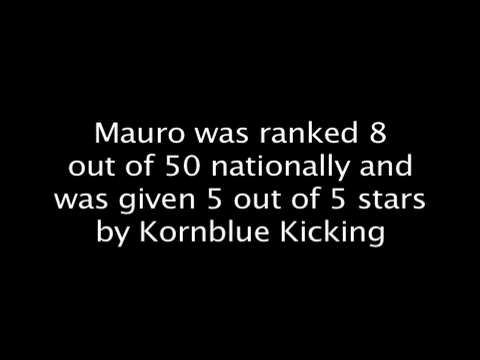 Mauro was ranked 8
out of 50 nationally and
was given 5 out of 5 stars
by Kornblue Kicking